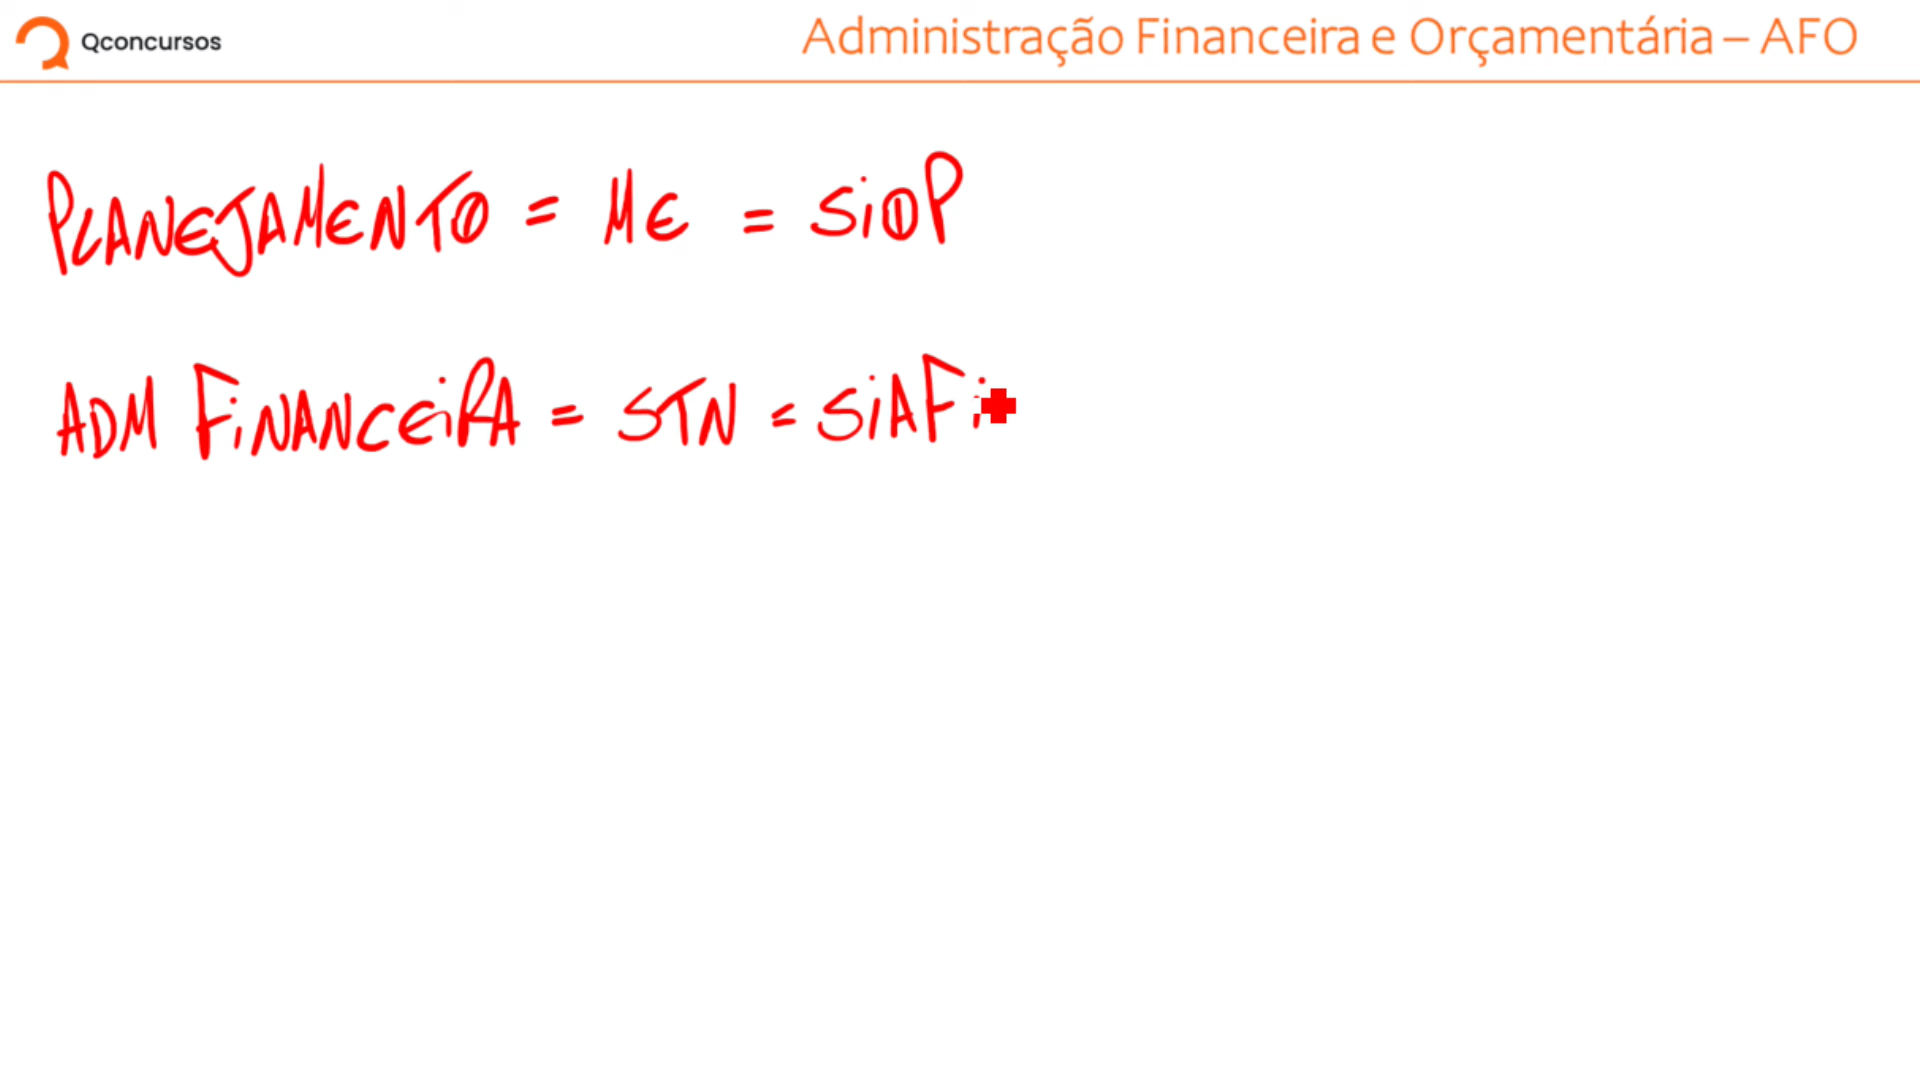 Qconcursos
Administração Financeira e Orçamentária – AFO
PLANEJAMENTO = ME = SiOP
ADM FiNANCEiRA = STN = SiAFi